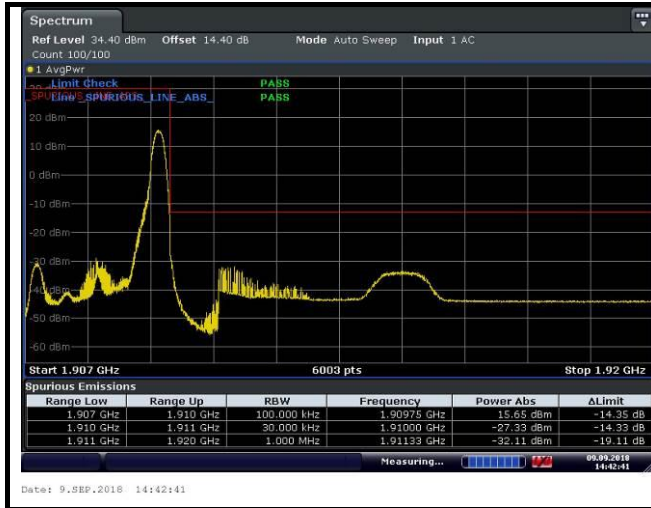 Spectrum
Ref Level 34.40 dBm Offset 14.40 dB Mode Auto Sweep Input 1 AC
Count 100/100
1 AvgPwr
Limit Check PASS
Line _SPURIOUS_LINE_ABS_ PASS
20 dBm
10 dBm
0 dBm
-10 dBm
-20 dBm
-30 dBm
-40 dBm
-50 dBm
-60 dBm
Start 1.907 GHz 6003 pts Stop 1.92 GHz
Spurious Emissions
Range Low Range Up RBW Frequency Power Abs ΔLimit
1.907 GHz 1.910 GHz 100.000 kHz 1.90975 GHz 15.65 dBm -14.35 dB
1.910 GHz 1.911 GHz 30.000 kHz 1.91000 GHz -27.33 dBm -14.33 dB
1.911 GHz 1.920 GHz 1.000 MHz 1.91133 GHz -32.11 dBm -19.11 dB
Measuring... 09.09.2018
14:42:41
Date: 9.SEP.2018 14:42:41